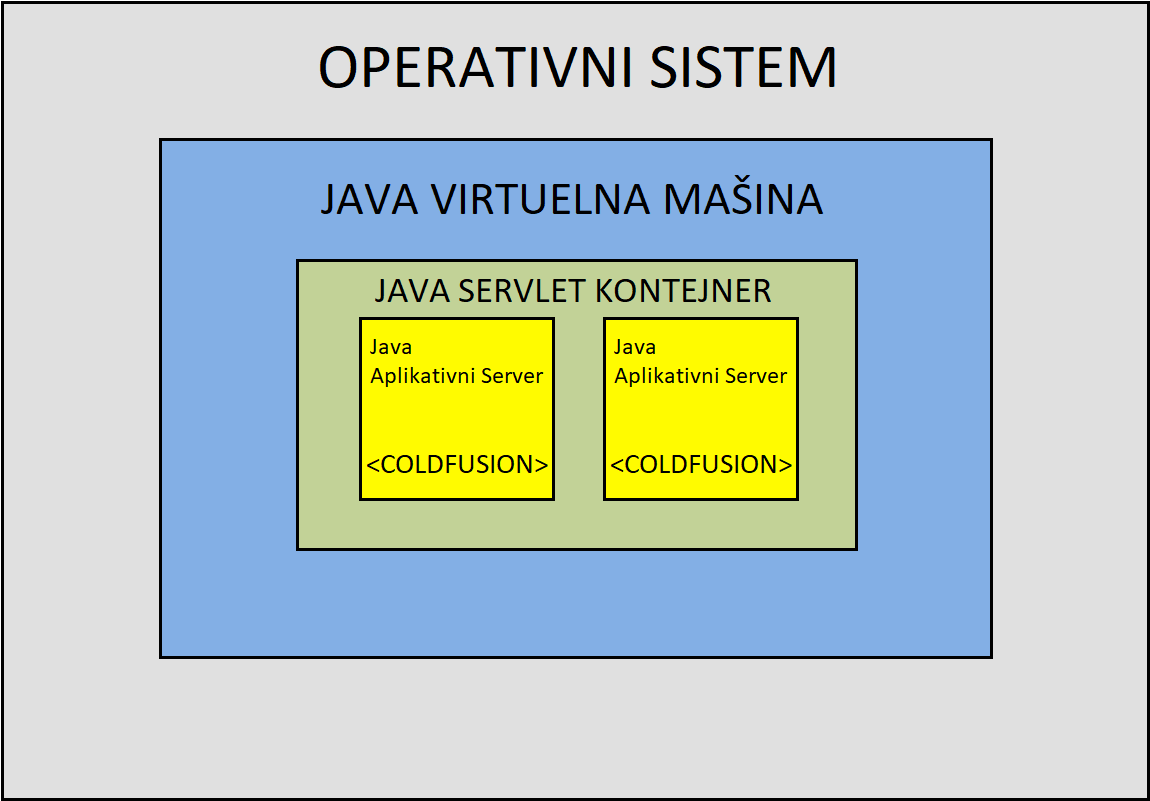 OPERATIVNI SISTEM
JAVA VIRTUELNA MAŠINA
JAVA SERVLET KONTEJNER
Java
Aplikativni Server
<COLDFUSION>
Java
Aplikativni Server
<COLDFUSION>